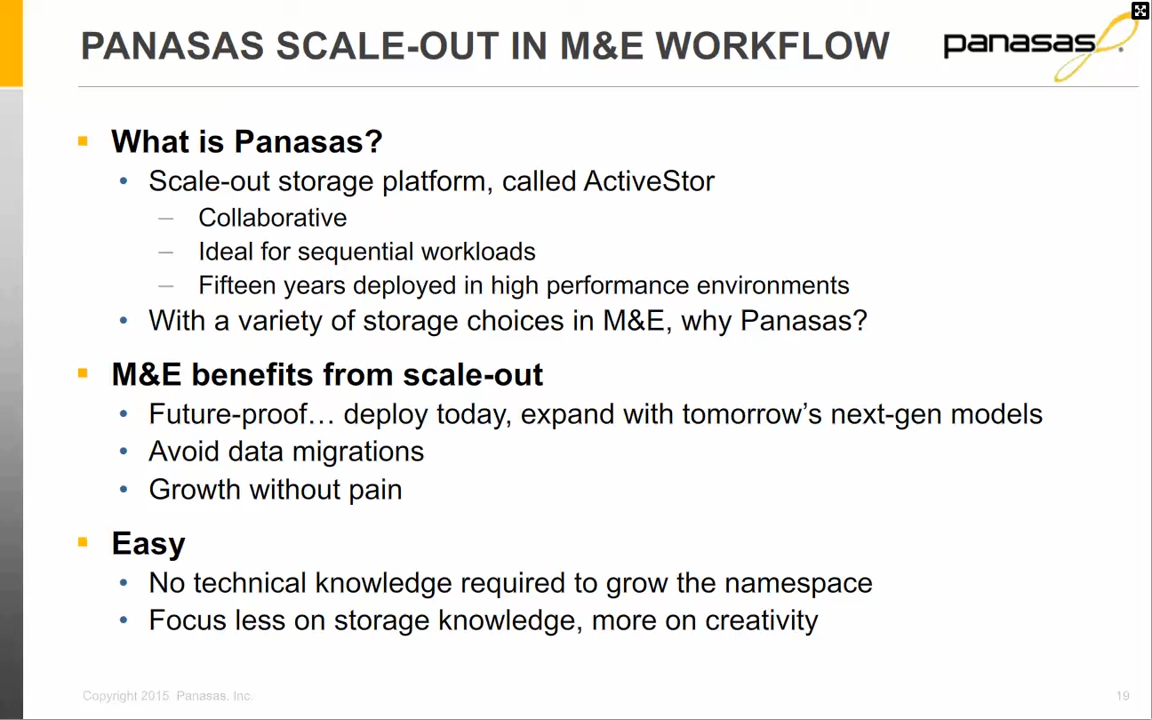 PANASAS SCALE-OUT IN M&E WORKFLOW
panasas
What is Panasas?
Scale-out storage platform, called ActiveStor
Collaborative
Ideal for sequential workloads
Fifteen years deployed in high performance environments
With a variety of storage choices in M&E, why Panasas?
M&E benefits from scale-out
Future-proof… deploy today, expand with tomorrow’s next-gen models
Avoid data migrations
Growth without pain
Easy
No technical knowledge required to grow the namespace
Focus less on storage knowledge, more on creativity
Copyright 2015 Panasas, Inc.
19